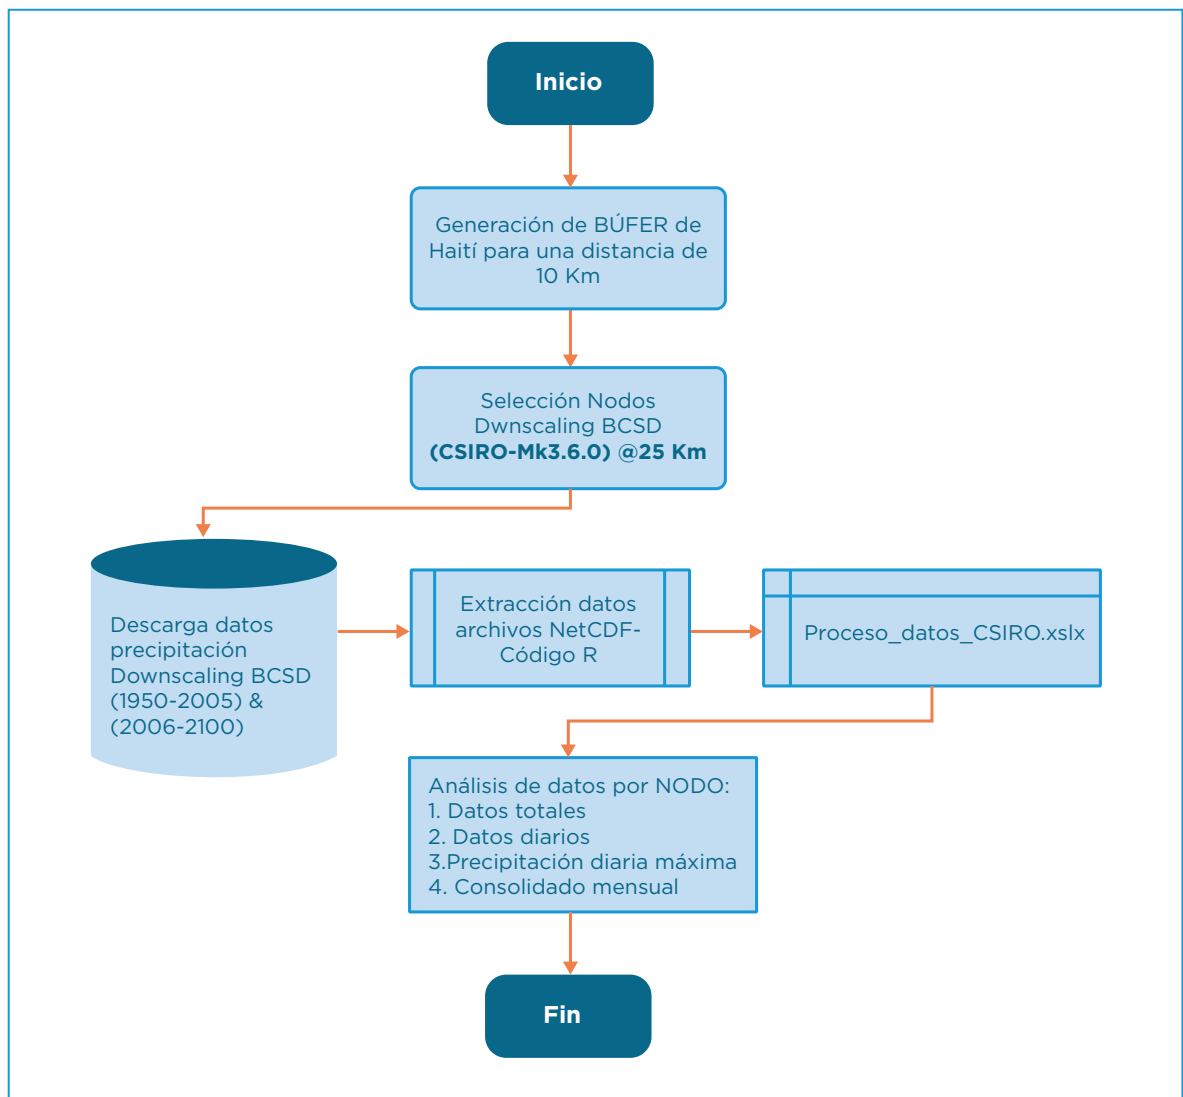 Inicio
Generación de BÚFER de
Haití para una distancia de
10 Km
Selección Nodos
Dwnscaling BCSD
(CSIRO-Mk3.6.0) @25 Km
Descarga datos
precipitación
Downscaling BCSD
(1950-2005) &
(2006-2100)
Extracción datos
archivos NetCDF-
Código R
Proceso_datos_CSIRO.xslx
Análisis de datos por NODO:
1. Datos totales
2. Datos diarios
3.Precipitación diaria máxima
4. Consolidado mensual
Fin